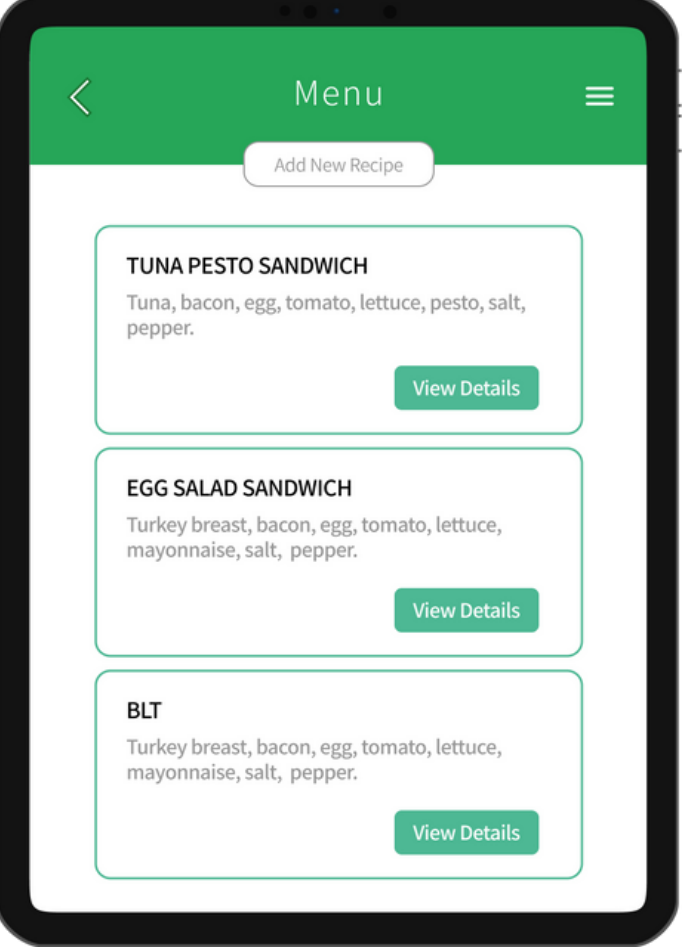 Menu
Add New Recipe
TUNA PESTO SANDWICH
Tuna, bacon, egg, tomato, lettuce, pesto, salt,
pepper.
View Details
EGG SALAD SANDWICH
Turkey breast, bacon, egg, tomato, lettuce,
mayonnaise, salt,  pepper.
View Details
BLT
Turkey breast, bacon, egg, tomato, lettuce,
mayonnaise, salt,  pepper.
View Details